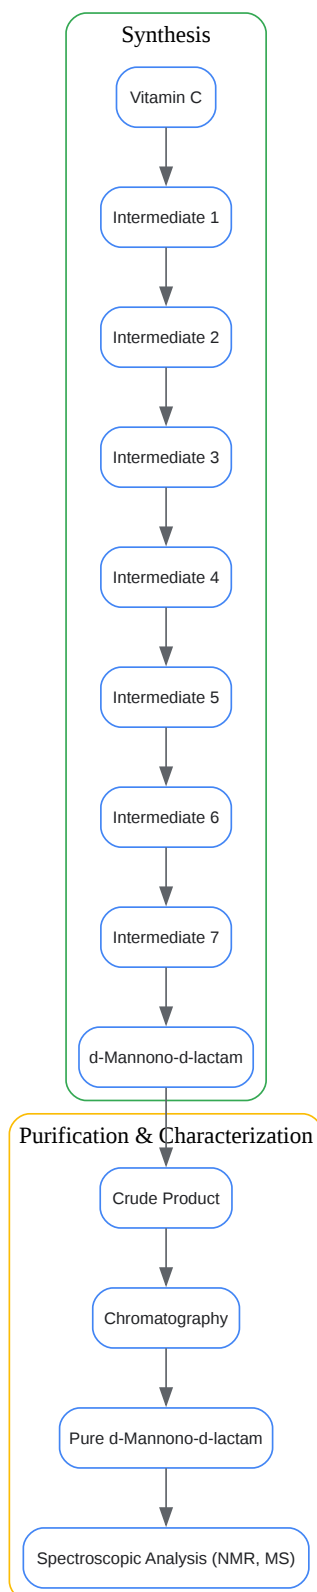 Synthesis
Vitamin C
Intermediate 1
Intermediate 2
Intermediate 3
Intermediate 4
Intermediate 5
Intermediate 6
Intermediate 7
d-Mannono-d-lactam
Purification & Characterization
Crude Product
Chromatography
Pure d-Mannono-d-lactam
Spectroscopic Analysis (NMR, MS)